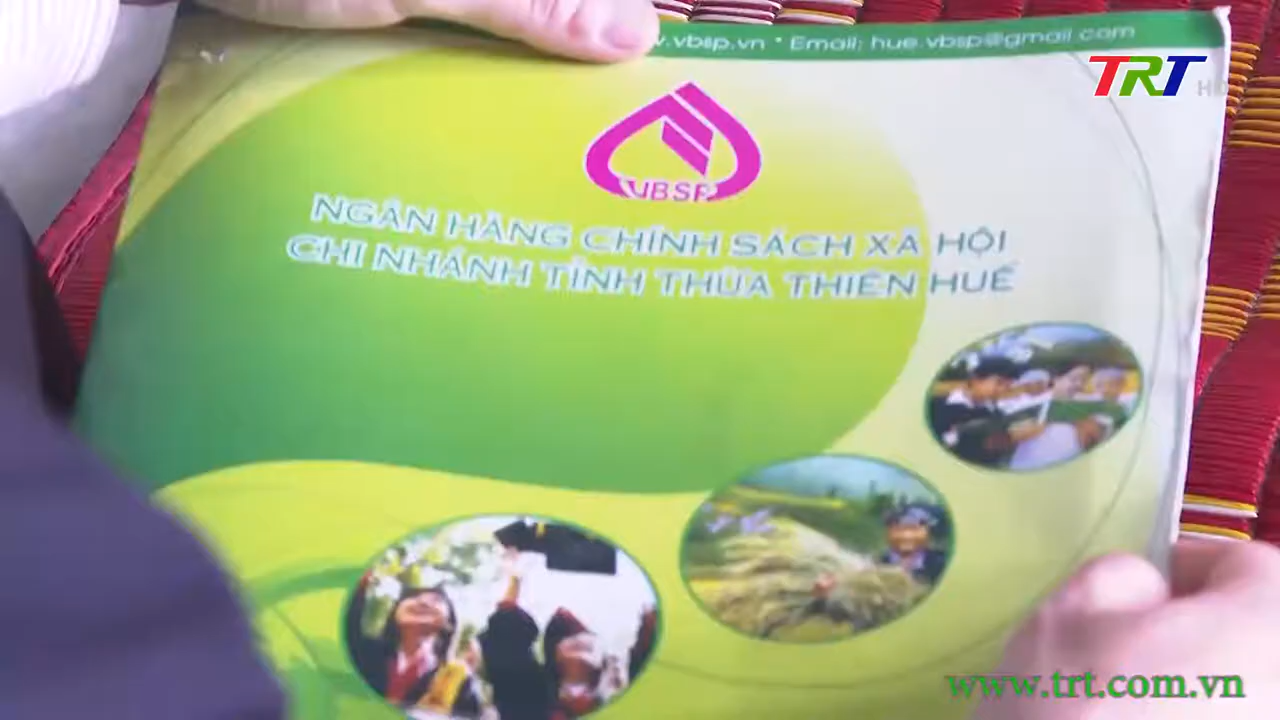 .vbsp.vn * Email: hue.vbsp@gmail.com
TRT HD
VBSP
NGÂN HÀNG CHÍNH SÁCH XÃ HỘI
CHI NHÁNH TỈNH THỪA THIÊN HUẾ
www.trt.com.vn